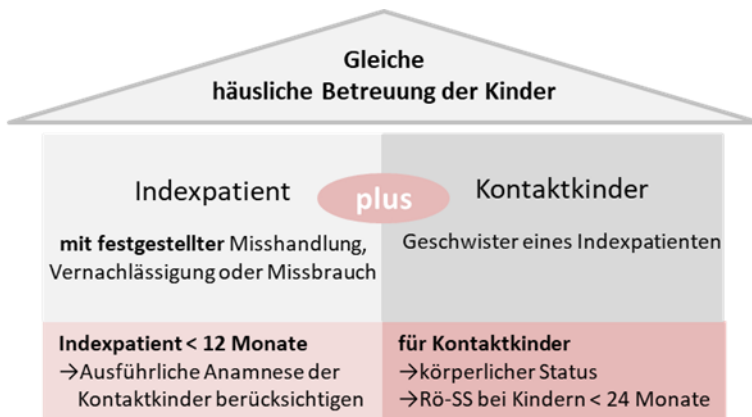 Gleiche
häusliche Betreuung der Kinder
Indexpatient
plus
Kontaktkinder
mit festgestellter Misshandlung,
Vernachlässigung oder Missbrauch
Geschwister eines Indexpatienten
Indexpatient < 12 Monate
→Ausführliche Anamnese der
Kontaktkinder berücksichtigen
für Kontaktkinder
→körperlicher Status
→Rö-SS bei Kindern < 24 Monate